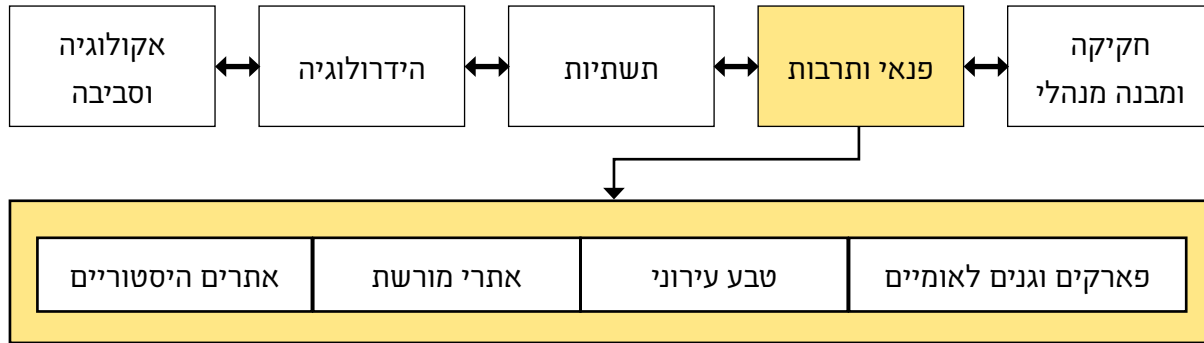 חקיקה
ומבנה מנהלי
פנאי ותרבות
תשתיות
הידרולוגיה
אקולוגיה
וסביבה
פארקים וגנים לאומיים
טבע עירוני
אתרי מורשת
אתרים היסטוריים